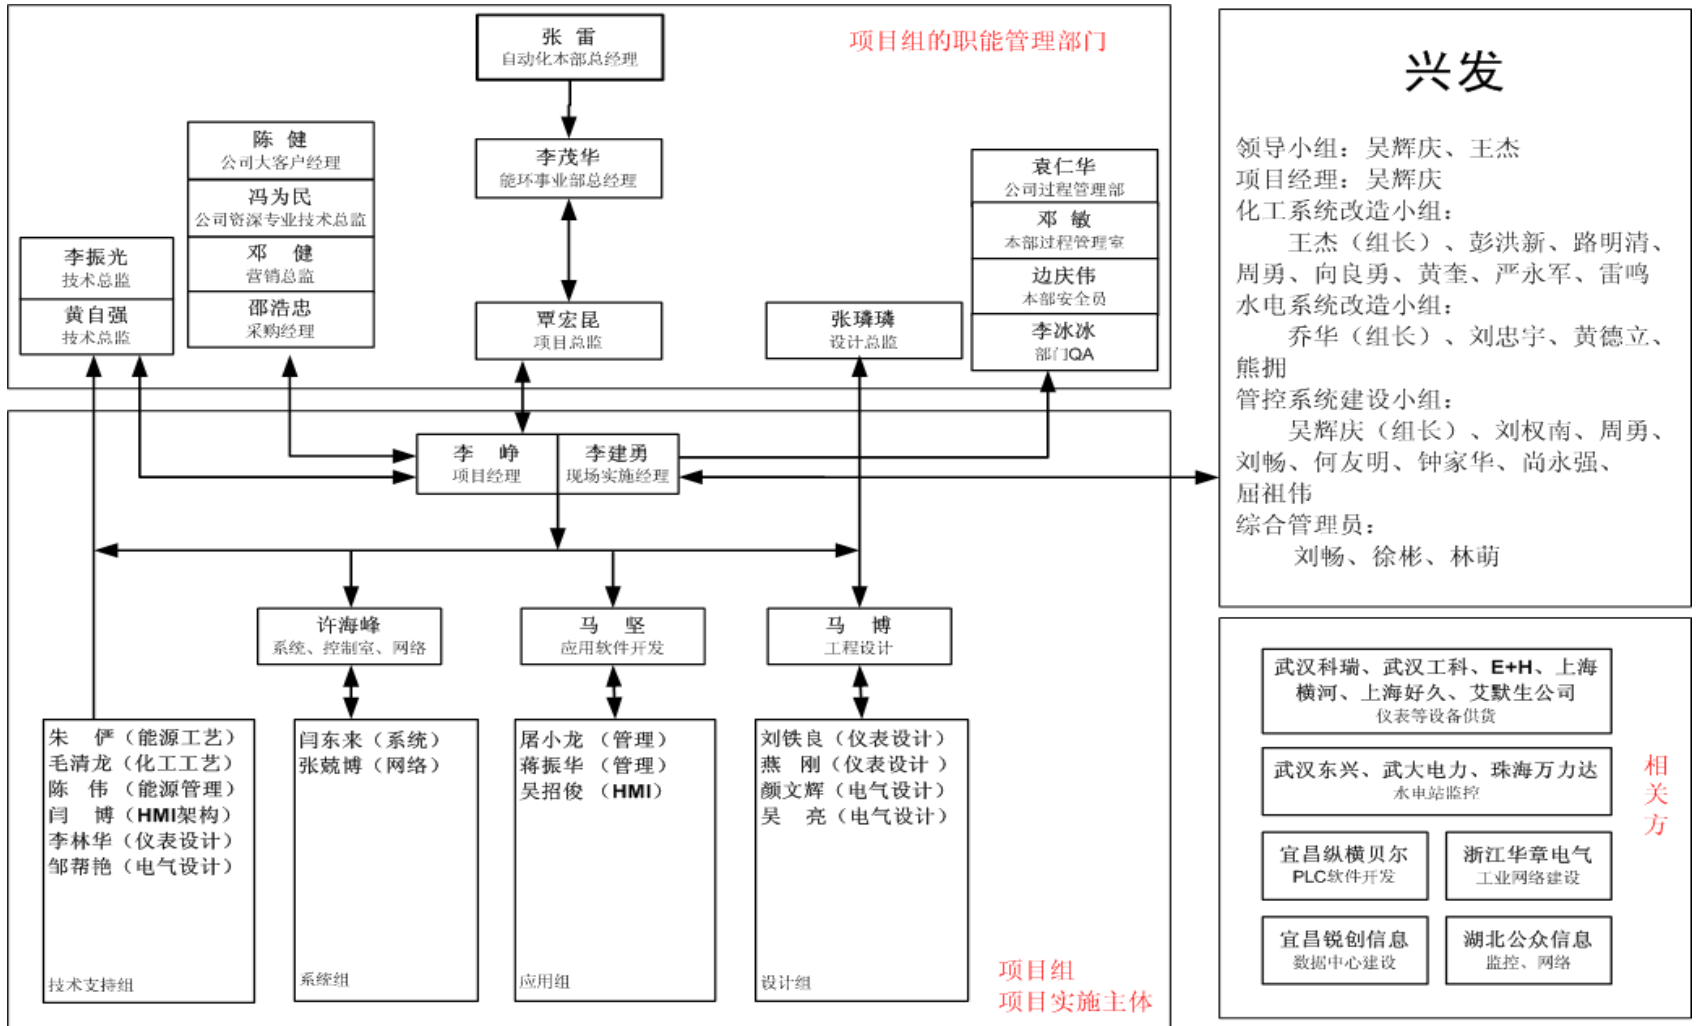 项目组的职能管理部门
张 雷
自动化本部总经理
李茂华
能环事业部总经理
覃宏昆
项目总监
陈 健
公司大客户经理
冯为民
公司资深专业技术总监
邓 健
营销总监
邵浩忠
采购经理
李振光
技术总监
黄自强
技术总监
张璘璘
设计总监
袁仁华
公司过程管理部
邓 敏
本部过程管理室
边庆伟
本部安全员
李冰冰
部门QA
李 峥
项目经理
李建勇
现场实施经理
许海峰
系统、控制室、网络
马 坚
应用软件开发
马 博
工程设计
朱 俨（能源工艺）
毛清龙（化工工艺）
陈 伟（能源管理）
闫 博（HMI架构）
李林华（仪表设计）
邹帮艳（电气设计）
技术支持组
闫东来（系统）
张兢博（网络）
系统组
屠小龙（管理）
蒋振华（管理）
吴招俊（HMI）
应用组
刘铁良（仪表设计）
燕 刚（仪表设计）
颜文辉（电气设计）
吴 亮（电气设计）
设计组
项目组
项目实施主体
兴发
领导小组：吴辉庆、王杰
项目经理：吴辉庆
化工系统改造小组：
王杰（组长）、彭洪新、路明清、
周勇、向良勇、黄奎、严永军、雷鸣
水电系统改造小组：
乔华（组长）、刘忠宇、黄德立、
熊拥
管控系统建设小组：
吴辉庆（组长）、刘权南、周勇、
刘畅、何友明、钟家华、尚永强、
屈祖伟
综合管理员：
刘畅、徐彬、林萌
武汉科瑞、武汉工科、E+H、上海
横河、上海好久、艾默生公司
仪表等设备供货
武汉东兴、武大电力、珠海万力达
水电站监控
宜昌纵横贝尔
PLC软件开发
浙江华章电气
工业网络建设
宜昌锐创信息
数据中心建设
湖北公众信息
监控、网络
相
关
方